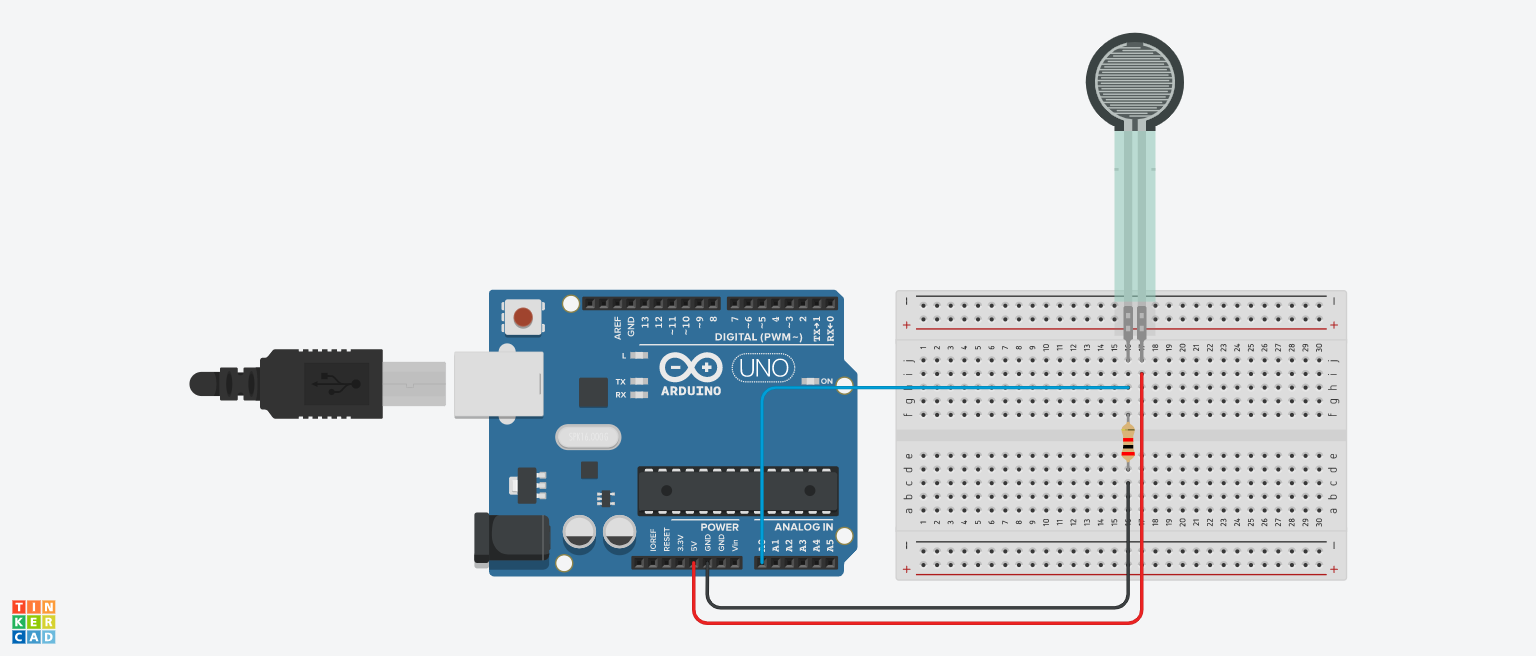 AREF
GND
13
12
~11
~10
~9
8
7
~6
~5
4
~3
2
TX→1
RX←0
DIGITAL (PWM~)
L
TX
RX
ARDUINO
UNO
ON
POWER
ANALOG IN
IOREF
RESET
3.3V
5V
GND
GND
Vin
A0
A1
A2
A3
A4
A5
1 2 3 4 5 6 7 8 9 10 11 12 13 14 15 18 19 20 21 22 23 24 25 26 27 28 29 30
j j
i i
h h
g g
f f
e e
d d
c c
b b
a a
1 2 3 4 5 6 7 8 9 10 11 12 13 14 15 18 19 20 21 22 23 24 25 26 27 28 29 30
TIN
KER
CAD